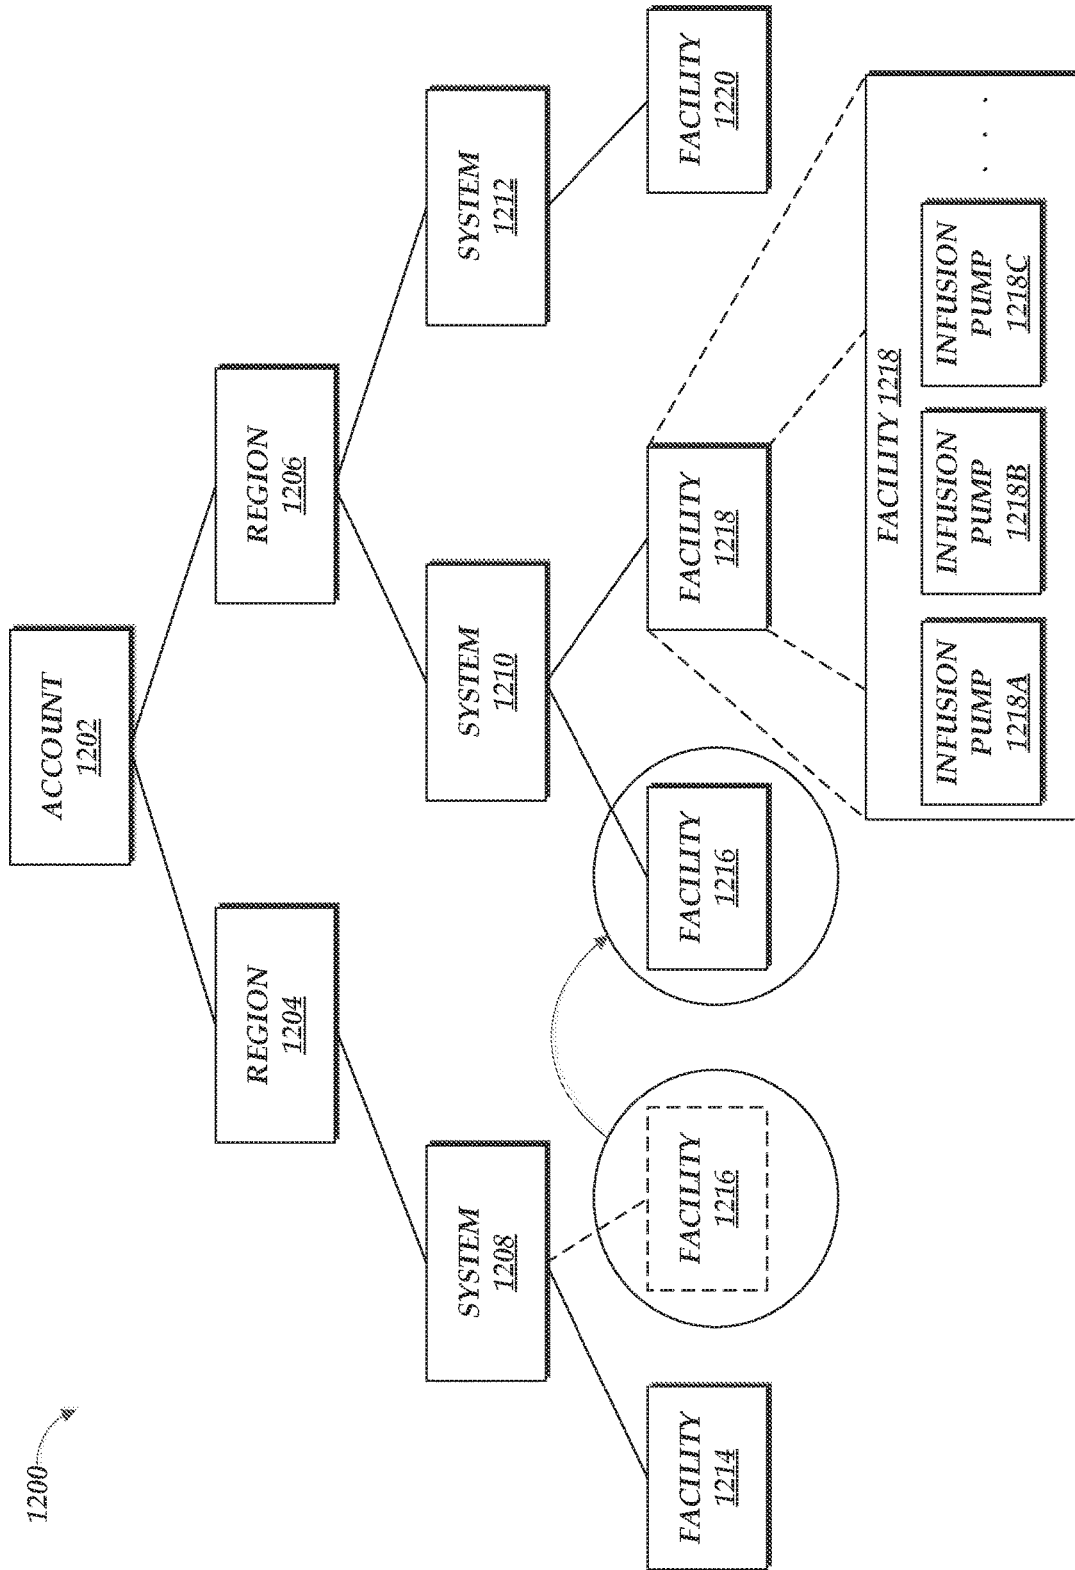 1200
ACCOUNT
1202
REGION
1204
REGION
1206
SYSTEM
1208
SYSTEM
1210
SYSTEM
1212
FACILITY
1214
FACILITY
1216
FACILITY
1216
FACILITY
1218
FACILITY
1220
FACILITY 1218
INFUSION
PUMP
1218A
INFUSION
PUMP
1218B
INFUSION
PUMP
1218C
. . .